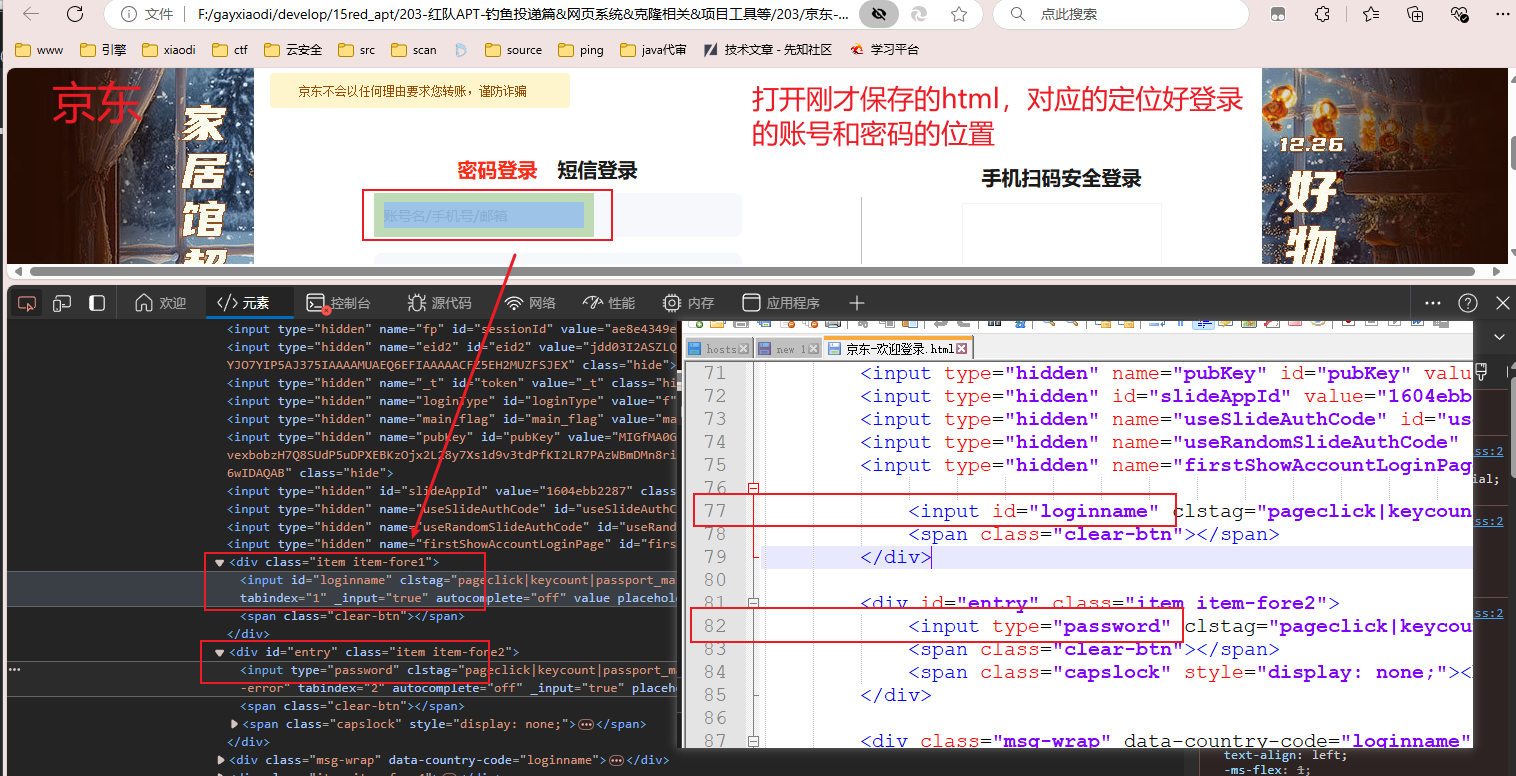 文件
F:/gayxiaodi/develop/15red_apt/203-红队APT-钓鱼投递篇&网页系统&克隆相关&项目工具等/203/京东-...
点此搜索
www
引擎
xiaodi
ctf
云安全
src
scan
source
ping
java代审
技术文章 - 先知社区
学习平台
京东
家居馆超
京东不会以任何理由要求您转账，谨防诈骗
打开刚才保存的html，对应的定位好登录
的账号和密码的位置
密码登录 短信登录
账号名/手机号/邮箱
手机扫码安全登录
12.26
好物
欢迎
元素
控制台
源代码
网络
性能
内存
应用程序
<input type="hidden" name="fp" id="sessionId" value="ae8e4349e
<input type="hidden" name="eid2" id="eid2" value="jdd03I2ASZLQ
YJO7YIP5AJ375IAAAAMUAEQ6EFIAAAAACFZ5EH2MUZFSJEX" class="hide">
<input type="hidden" name="_t" id="token" value="_t" class="hi
<input type="hidden" name="loginType" id="loginType" value="f"
<input type="hidden" name="main_flag" id="main_flag" value="ma
<input type="hidden" name="pubKey" id="pubKey" value="MIGfMA0G
vexbobzH7Q8SUdP5uDPXEBKzOjx2L28y7Xs1d9v3tdPfKI2LR7PAzWBmDMn8ri
6wIDAQAB" class="hide">
<input type="hidden" id="slideAppId" value="1604ebb2287" class
<input type="hidden" name="useSlideAuthCode" id="useSlideAuthC
<input type="hidden" name="useRandomSlideAuthCode" id="useRand
<input type="hidden" name="firstShowAccountLoginPage" id="firs
<div class="item item-fore1">
<input id="loginname" clstag="pageclick|keycount|passport_ma
tabindex="1" _input="true" autocomplete="off" value placehol
<span class="clear-btn"></span>
</div>
<div id="entry" class="item item-fore2">
<input type="password" clstag="pageclick|keycount|passport_ma
-error" tabindex="2" autocomplete="off" _input="true" placeho
<span class="clear-btn"></span>
<span class="capslock" style="display: none;"></span>
</div>
<div class="msg-wrap" data-country-code="loginname"></div>
hosts
new 1
京东-欢迎登录.html
71 <input type="hidden" name="pubKey" id="pubKey" valu
72 <input type="hidden" id="slideAppId" value="1604ebb
73 <input type="hidden" name="useSlideAuthCode" id="us
74 <input type="hidden" name="useRandomSlideAuthCode"
75 <input type="hidden" name="firstShowAccountLoginPag
76
77 <input id="loginname" clstag="pageclick|keycoun
78 <span class="clear-btn"></span>
79 </div>
80
81 <div id="entry" class="item item-fore2">
82 <input type="password" clstag="pageclick|keycou
83 <span class="clear-btn"></span>
84 <span class="capslock" style="display: none;"><
85 </div>
86
87 <div class="msg-wrap" data-country-code="loginname"
ss:2
ial;
ss:2
ss:2
text-align: left;
-ms-flex: 1;